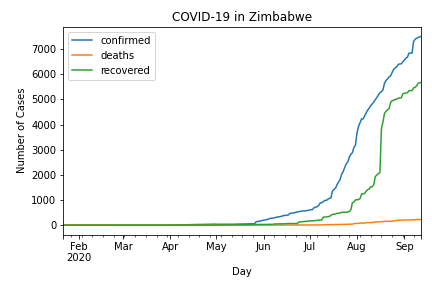 COVID-19 in Zimbabwe
confirmed
deaths
recovered
Number of Cases
7000
6000
5000
4000
3000
2000
1000
0
Feb Mar Apr May Jun Jul Aug Sep
2020
Day